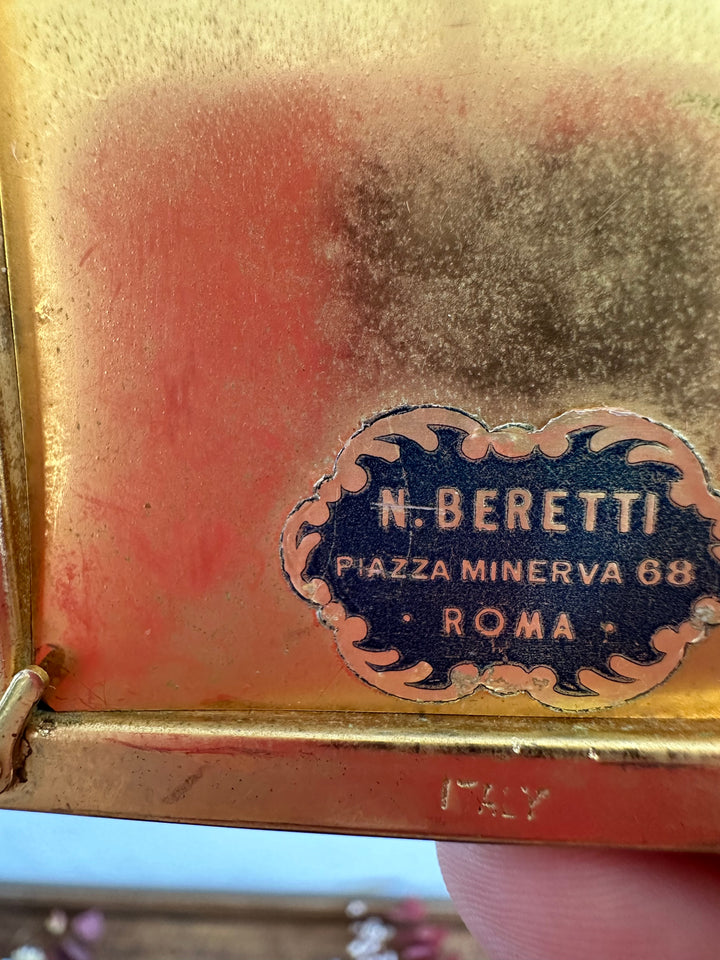 N. BERETTI
PIAZZA MINERVA 68
· ROMA ·
ITALY